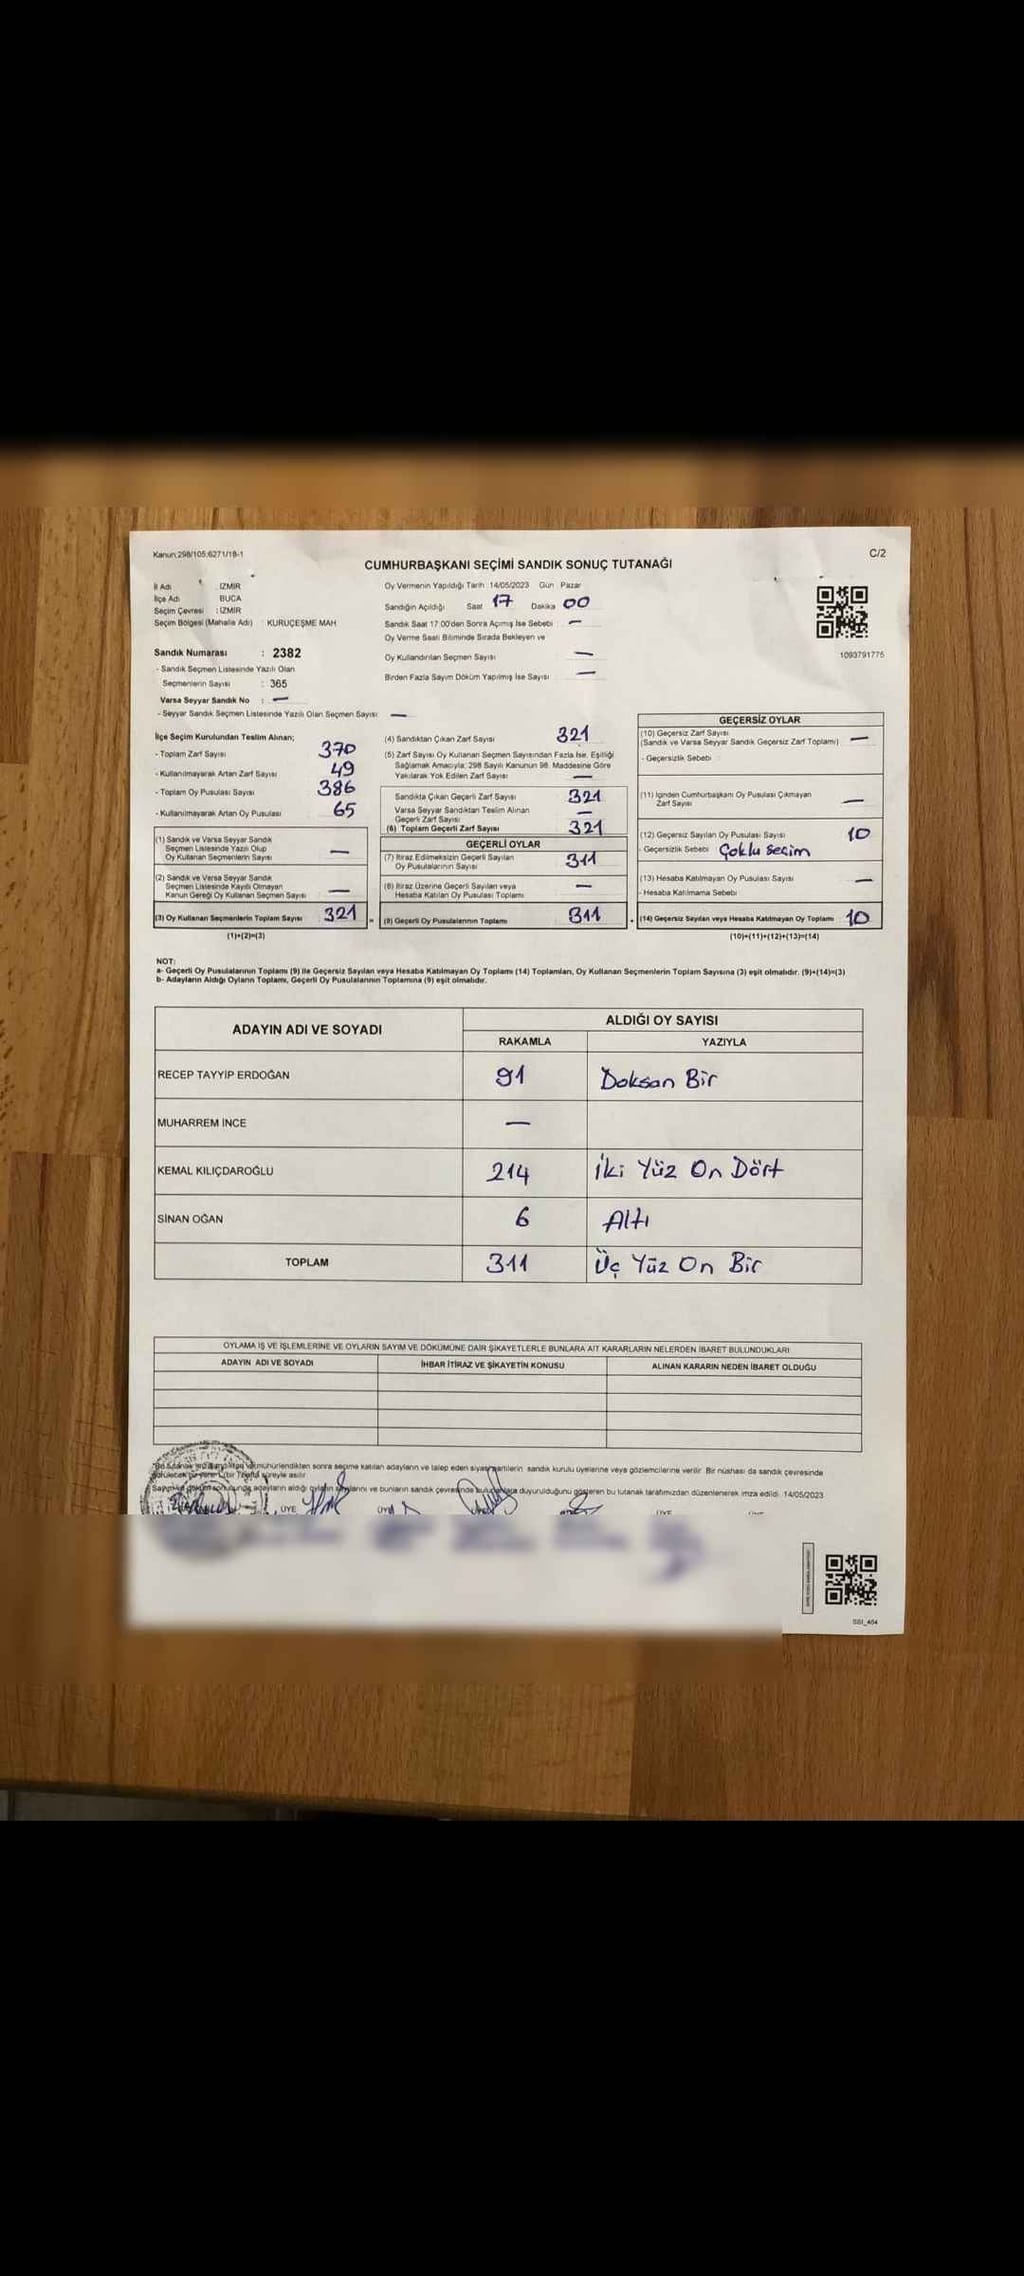 Kanun:298/105;6271/18-1
C/2
CUMHURBAŞKANI SEÇİMİ SANDIK SONUÇ TUTANAĞI
İl Adı : İZMİR
İlçe Adı : BUCA
Seçim Çevresi : İZMİR
Seçim Bölgesi (Mahalle Adı) : KURUÇEŞME MAH
Sandık Numarası : 2382
- Sandık Seçmen Listesinde Yazılı Olan
Seçmenlerin Sayısı : 365
Varsa Seyyar Sandık No : —
- Seyyar Sandık Seçmen Listesinde Yazılı Olan Seçmen Sayısı: —
Oy Vermenin Yapıldığı Tarih :14/05/2023 Gün : Pazar
Sandığın Açıldığı Saat 17 Dakika 00
Sandık Saat 17.00'den Sonra Açımış İse Sebebi : —
Oy Verme Saati Bitiminde Sırada Bekleyen ve
Oy Kullandırılan Seçmen Sayısı : —
Birden Fazla Sayım Döküm Yapılmış İse Sayısı : —
1093791775
İlçe Seçim Kurulundan Teslim Alınan;
- Toplam Zarf Sayısı : 370
- Kullanılmayarak Artan Zarf Sayısı : 49
- Toplam Oy Pusulası Sayısı : 386
- Kullanılmayarak Artan Oy Pusulası : 65
(1) Sandık ve Varsa Seyyar Sandık
Seçmen Listesinde Yazılı Olup
Oy Kullanan Seçmenlerin Sayısı : —
(2) Sandık ve Varsa Seyyar Sandık
Seçmen Listesinde Kayıtlı Olmayan
Kanun Gereği Oy Kullanan Seçmen Sayısı : —
(3) Oy Kullanan Seçmenlerin Toplam Sayısı : 321
(1)+(2)=(3)
(4) Sandıktan Çıkan Zarf Sayısı : 321
(5) Zarf Sayısı Oy Kullanan Seçmen Sayısından Fazla İse, Eşitliği
Sağlamak Amacıyla; 298 Sayılı Kanunun 98. Maddesine Göre
Yakılarak Yok Edilen Zarf Sayısı : —
Sandıkta Çıkan Geçerli Zarf Sayısı : 321
Varsa Seyyar Sandıktan Teslim Alınan
Geçerli Zarf Sayısı : —
(6) Toplam Geçerli Zarf Sayısı : 321
GEÇERLİ OYLAR
(7) İtiraz Edilmeksizin Geçerli Sayılan
Oy Pusulalarının Sayısı : 311
(8) İtiraz Üzerine Geçerli Sayılan veya
Hesaba Katılan Oy Pusulası Toplamı : —
= (9) Geçerli Oy Pusulalarının Toplamı : 311
GEÇERSİZ OYLAR
(10) Geçersiz Zarf Sayısı
(Sandık ve Varsa Seyyar Sandık Geçersiz Zarf Toplamı) : —
- Geçersizlik Sebebi :
(11) İçinden Cumhurbaşkanı Oy Pusulası Çıkmayan
Zarf Sayısı : —
(12) Geçersiz Sayılan Oy Pusulası Sayısı : 10
- Geçersizlik Sebebi : Çoklu seçim
(13) Hesaba Katılmayan Oy Pusulası Sayısı : —
- Hesaba Katılmama Sebebi :
+ (14) Geçersiz Sayılan veya Hesaba Katılmayan Oy Toplamı : 10
(10)+(11)+(12)+(13)=(14)
NOT:
a- Geçerli Oy Pusulalarının Toplamı (9) ile Geçersiz Sayılan veya Hesaba Katılmayan Oy Toplamı (14) Toplamları, Oy Kullanan Seçmenlerin Toplam Sayısına (3) eşit olmalıdır. (9)+(14)=(3)
b- Adayların Aldığı Oyların Toplamı, Geçerli Oy Pusulalarının Toplamına (9) eşit olmalıdır.
ADAYIN ADI VE SOYADI
ALDIĞI OY SAYISI
RAKAMLA YAZIYLA
RECEP TAYYİP ERDOĞAN 91 Doksan Bir
MUHARREM İNCE —
KEMAL KILIÇDAROĞLU 214 İki Yüz On Dört
SİNAN OĞAN 6 Altı
TOPLAM 311 Üç Yüz On Bir
OYLAMA İŞ VE İŞLEMLERİNE VE OYLARIN SAYIM VE DÖKÜMÜNE DAİR ŞİKAYETLERLE BUNLARA AİT KARARLARIN NELERDEN İBARET BULUNDUKLARI
ADAYIN ADI VE SOYADI İHBAR İTİRAZ VE ŞİKAYETİN KONUSU ALINAN KARARIN NEDEN İBARET OLDUĞU
mühürlendikten sonra seçime katılan adayların ve talep eden siyasi partilerin sandık kurulu üyelerine veya gözlemcilerine verilir. Bir nüshası da sandık çevresinde
süreyle asılır
adayların aldığı oyların sayılarını ve bunların sandık çevresinde duyurulduğunu gösteren bu tutanak tarafımızdan düzenlenerek imza edildi. 14/05/2023
ÜYE ÜYE ÜYE ÜYE
SSI_464